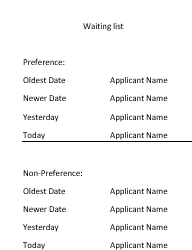 Waiting list
Preference:
Oldest Date Applicant Name
Newer Date Applicant Name
Yesterday Applicant Name
Today Applicant Name
Non-Preference:
Oldest Date Applicant Name
Newer Date Applicant Name
Yesterday Applicant Name
Today Applicant Name